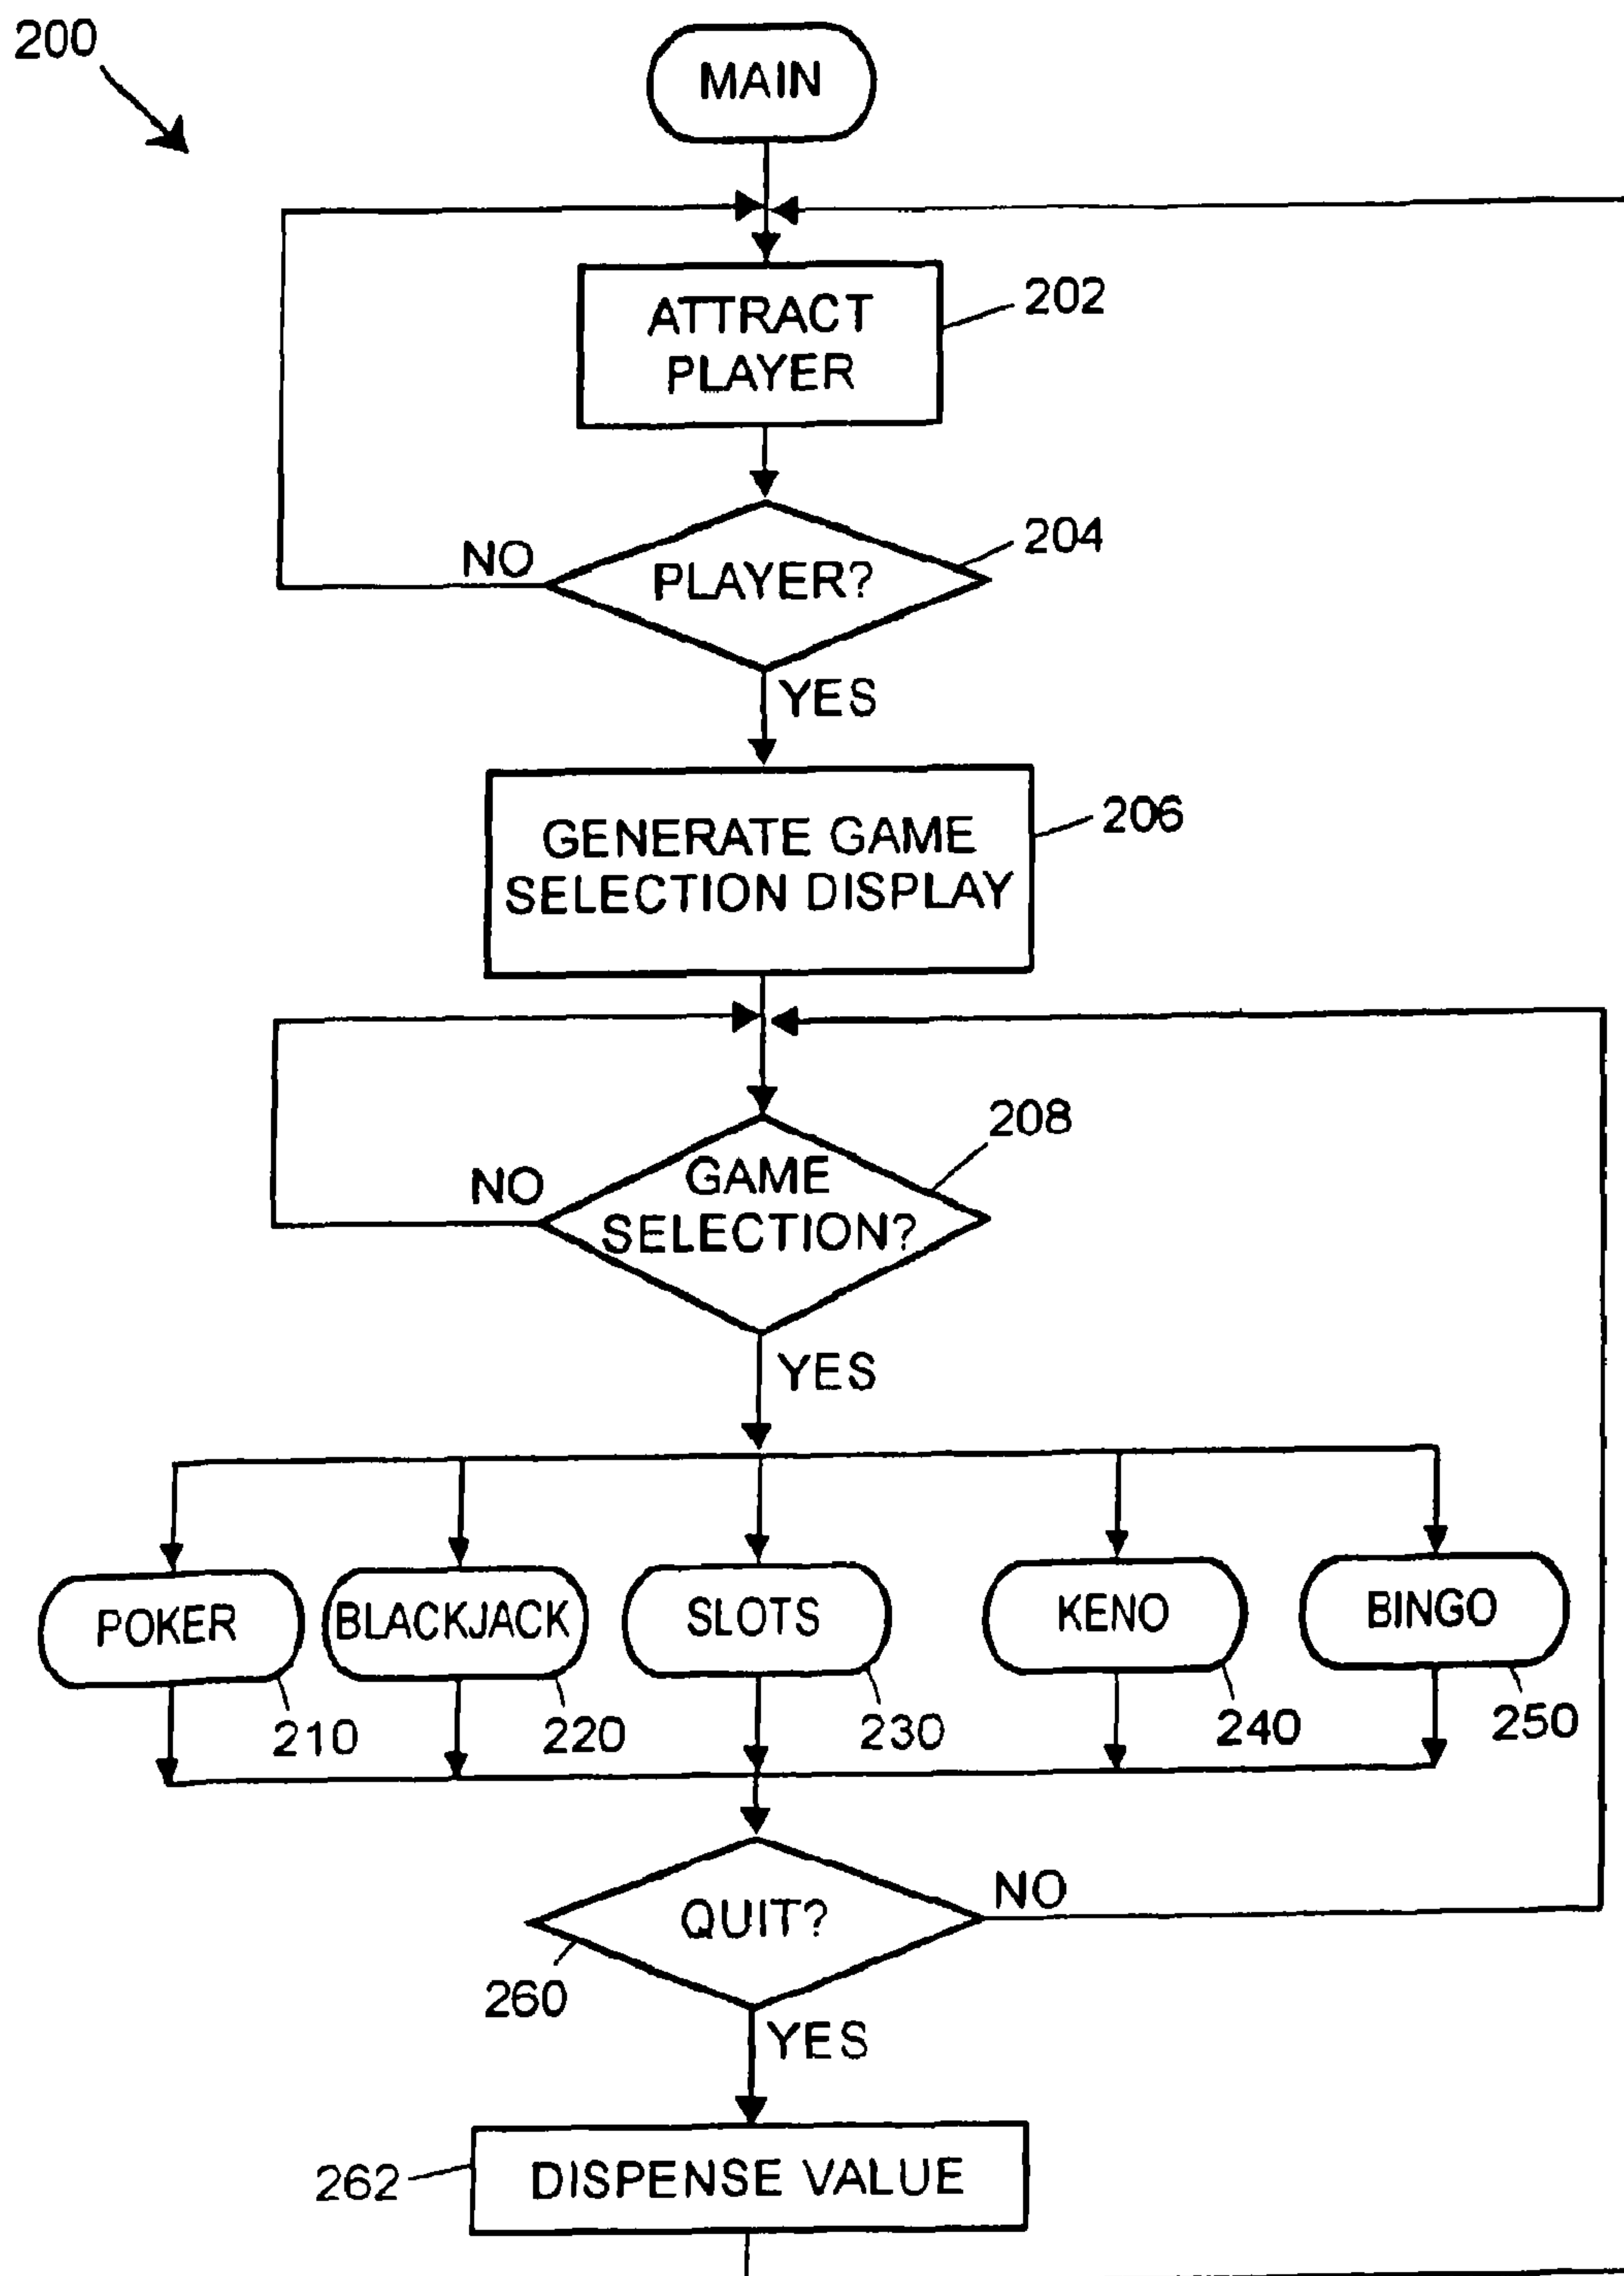 200
MAIN
ATTRACT
PLAYER
202
PLAYER?
204
NO
YES
GENERATE GAME
SELECTION DISPLAY
206
GAME
SELECTION?
208
NO
YES
POKER
BLACKJACK
SLOTS
KENO
BINGO
210
220
230
240
250
QUIT?
NO
260
YES
DISPENSE VALUE
262